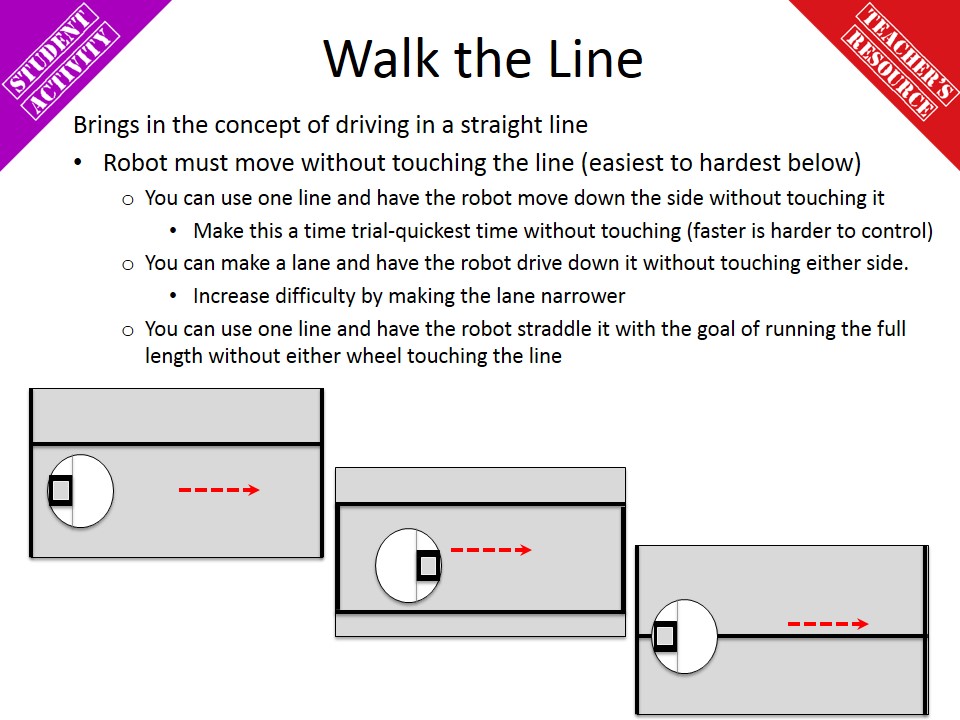 STUDENT
ACTIVITY
TEACHER'S
RESOURCE
Walk the Line
Brings in the concept of driving in a straight line
• Robot must move without touching the line (easiest to hardest below)
o You can use one line and have the robot move down the side without touching it
• Make this a time trial-quickest time without touching (faster is harder to control)
o You can make a lane and have the robot drive down it without touching either side.
• Increase difficulty by making the lane narrower
o You can use one line and have the robot straddle it with the goal of running the full
length without either wheel touching the line